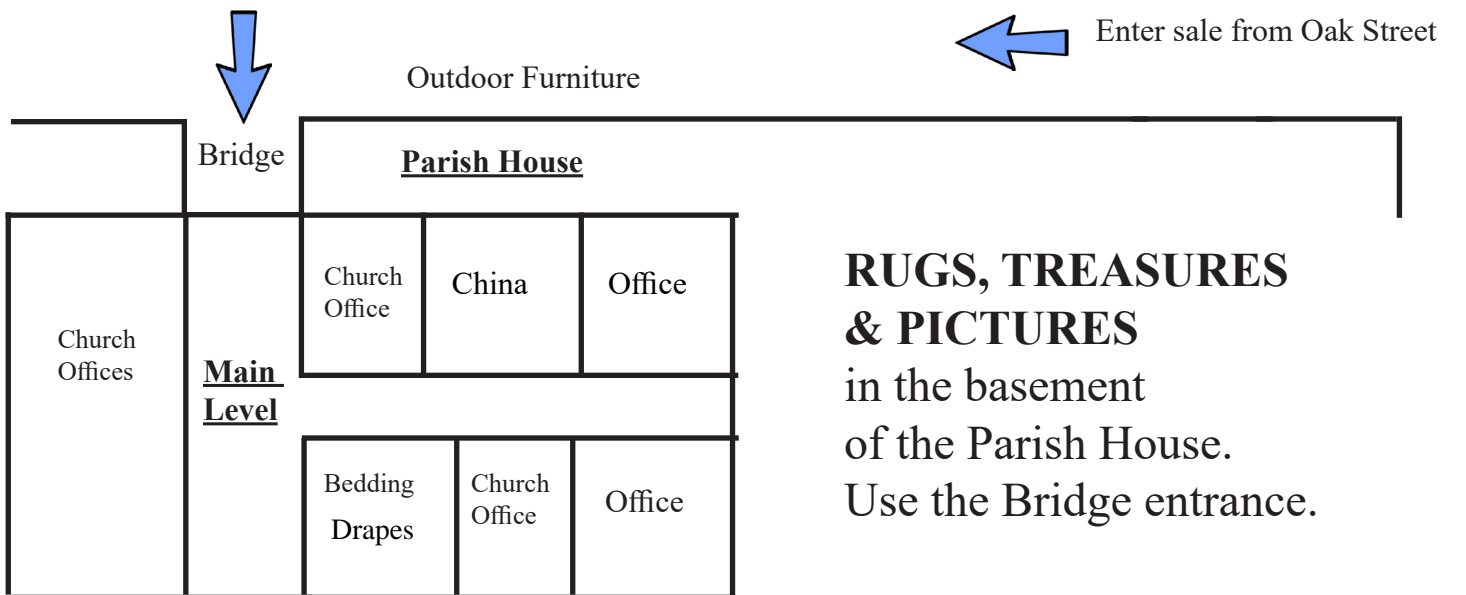 Enter sale from Oak Street
Outdoor Furniture
Bridge
Parish House
Church
Office
China
Office
Church
Offices
Main
Level
Bedding
Drapes
Church
Office
Office
RUGS, TREASURES
& PICTURES
in the basement
of the Parish House.
Use the Bridge entrance.